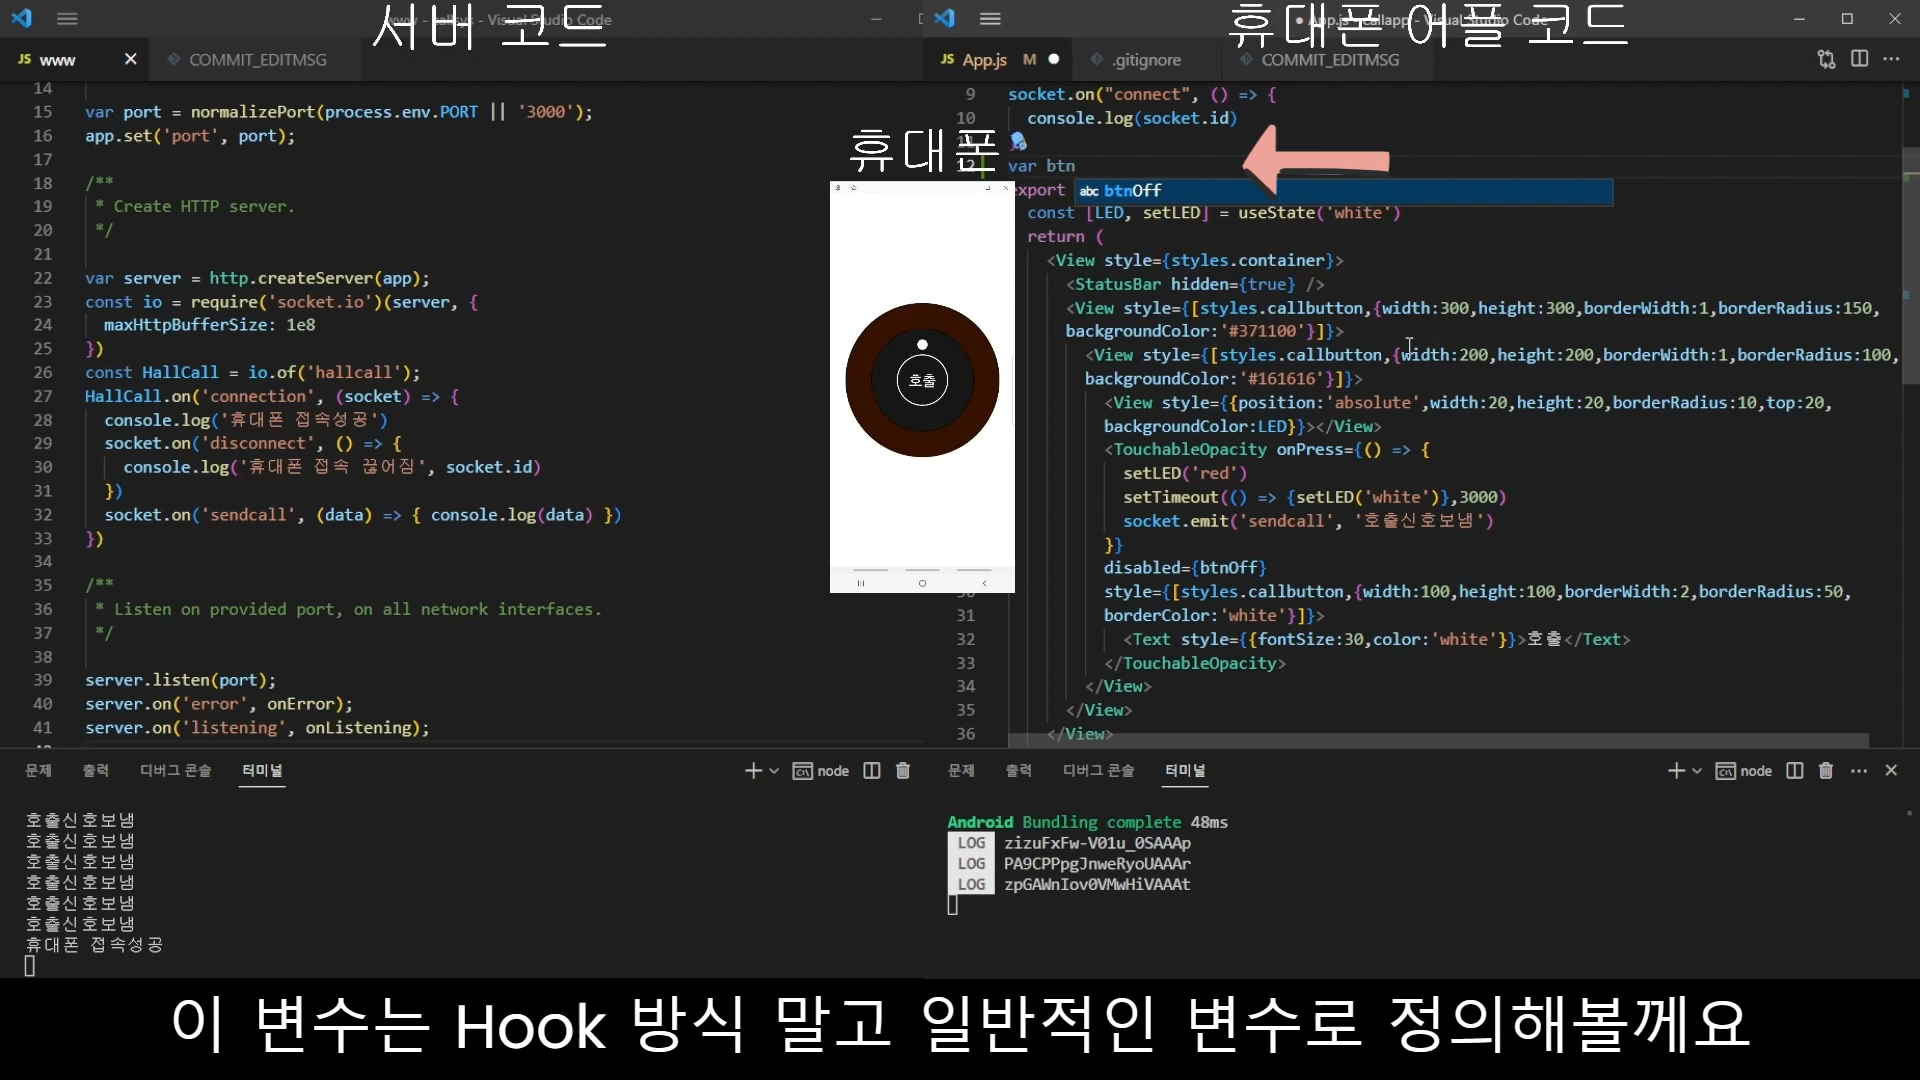 서버 코드
휴대폰 어플 코드
JS www
COMMIT_EDITMSG
JS App.js M
.gitignore
COMMIT_EDITMSG
14
15 var port = normalizePort(process.env.PORT || '3000');
16 app.set('port', port);
17
18 /**
19 * Create HTTP server.
20 */
21
22 var server = http.createServer(app);
23 const io = require('socket.io')(server, {
24 maxHttpBufferSize: 1e8
25 })
26 const HallCall = io.of('hallcall');
27 HallCall.on('connection', (socket) => {
28 console.log('휴대폰 접속성공')
29 socket.on('disconnect', () => {
30 console.log('휴대폰 접속 끊어짐', socket.id)
31 })
32 socket.on('sendcall', (data) => { console.log(data) })
33 })
34
35 /**
36 * Listen on provided port, on all network interfaces.
37 */
38
39 server.listen(port);
40 server.on('error', onError);
41 server.on('listening', onListening);
휴대폰
호출
9 socket.on("connect", () => {
10 console.log(socket.id)
12 var btn
export
abc btnOff
const [LED, setLED] = useState('white')
return (
<View style={styles.container}>
<StatusBar hidden={true} />
<View style={[styles.callbutton,{width:300,height:300,borderWidth:1,borderRadius:150,
backgroundColor:'#371100'}]}>
<View style={[styles.callbutton,{width:200,height:200,borderWidth:1,borderRadius:100,
backgroundColor:'#161616'}]}>
<View style={{position:'absolute',width:20,height:20,borderRadius:10,top:20,
backgroundColor:LED}}></View>
<TouchableOpacity onPress={() => {
setLED('red')
setTimeout(() => {setLED('white')},3000)
socket.emit('sendcall', '호출신호보냄')
}}
disabled={btnOff}
style={[styles.callbutton,{width:100,height:100,borderWidth:2,borderRadius:50,
31 borderColor:'white'}]}>
32 <Text style={{fontSize:30,color:'white'}}>호출</Text>
33 </TouchableOpacity>
34 </View>
35 </View>
36 </View>
문제 출력 디버그 콘솔 터미널
node
호출신호보냄
호출신호보냄
호출신호보냄
호출신호보냄
호출신호보냄
호출신호보냄
휴대폰 접속성공
문제 출력 디버그 콘솔 터미널
node
Android Bundling complete 48ms
LOG zizuFxFw-V01u_0SAAAp
LOG PA9CPPpgJnweRyoUAAAr
LOG zpGAWnIov0VMwHiVAAAt
이 변수는 Hook 방식 말고 일반적인 변수로 정의해볼께요